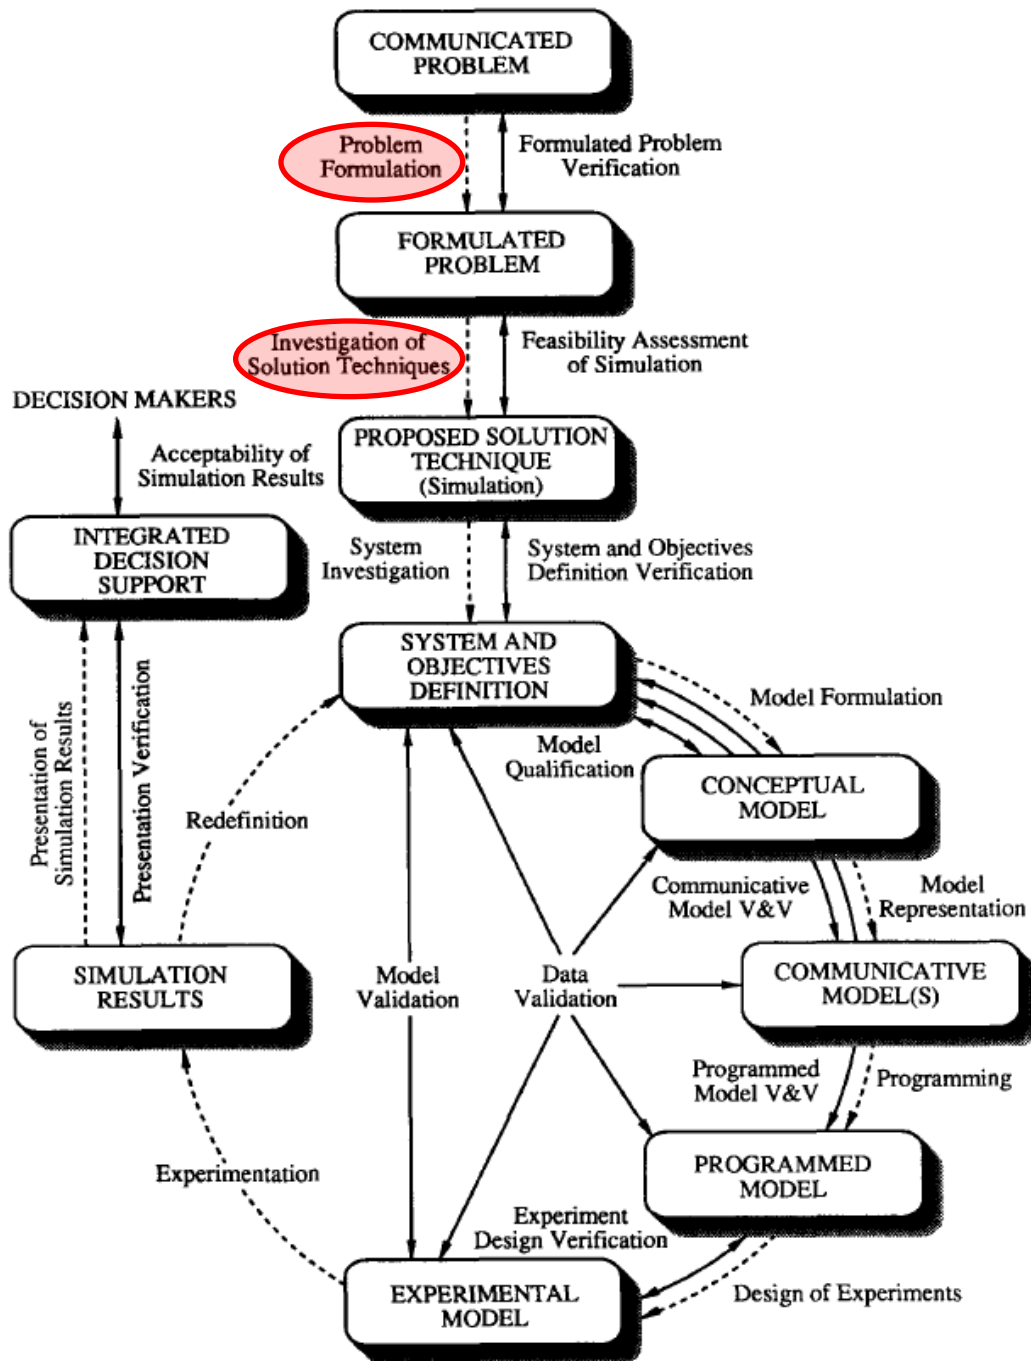 COMMUNICATED
PROBLEM
Problem
Formulation
Formulated Problem
Verification
FORMULATED
PROBLEM
Investigation of
Solution Techniques
Feasibility Assessment
of Simulation
DECISION MAKERS
Acceptability of
Simulation Results
PROPOSED SOLUTION
TECHNIQUE
(Simulation)
INTEGRATED
DECISION
SUPPORT
System
Investigation
System and Objectives
Definition Verification
SYSTEM AND
OBJECTIVES
DEFINITION
Model Formulation
Presentation of
Simulation Results
Presentation Verification
Redefinition
Model
Qualification
CONCEPTUAL
MODEL
Communicative
Model V&V
Model
Representation
SIMULATION
RESULTS
Model
Validation
Data
Validation
COMMUNICATIVE
MODEL(S)
Programmed
Model V&V
Programming
Experimentation
PROGRAMMED
MODEL
Experiment
Design Verification
EXPERIMENTAL
MODEL
Design of Experiments